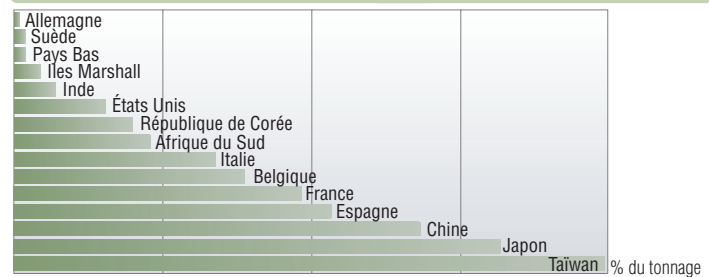 Allemagne
Suède
Pays Bas
Iles Marshall
Inde
États Unis
République de Corée
Afrique du Sud
Italie
Belgique
France
Espagne
Chine
Japon
Taïwan % du tonnage